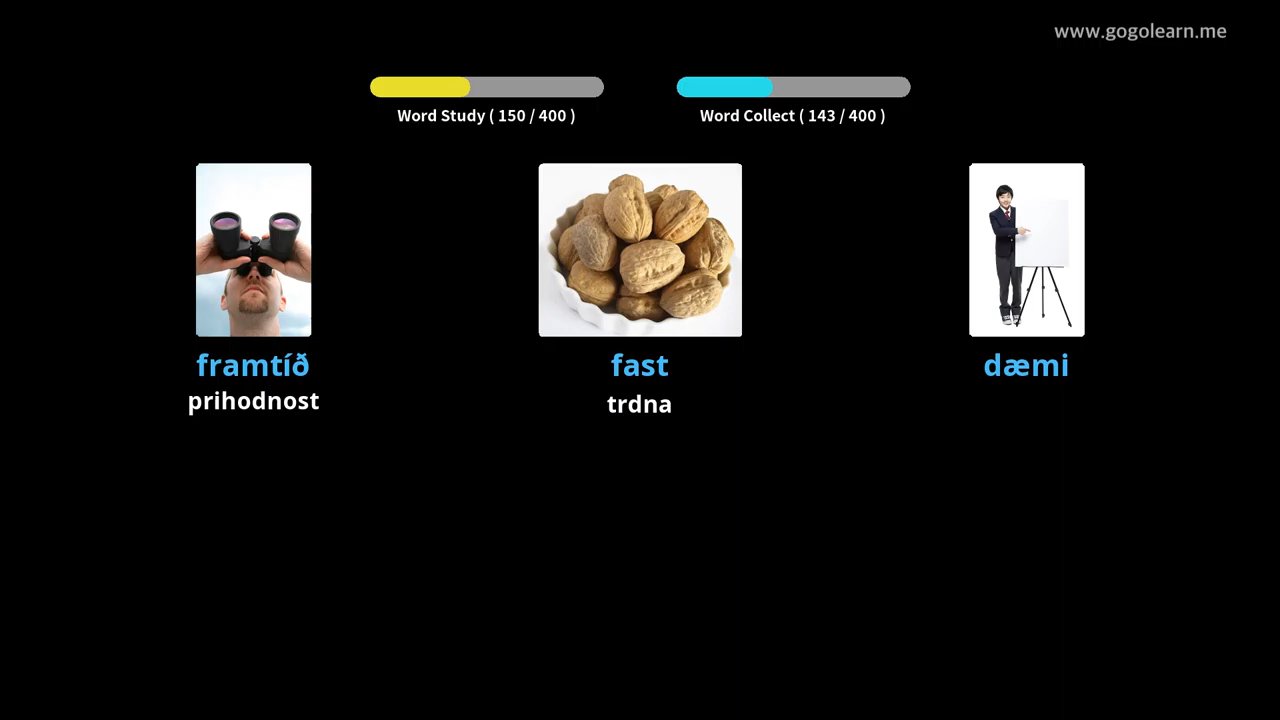 www.gogolearn.me
Word Study ( 150 / 400 )
Word Collect ( 143 / 400 )
framtíð
prihodnost
fast
trdna
dæmi